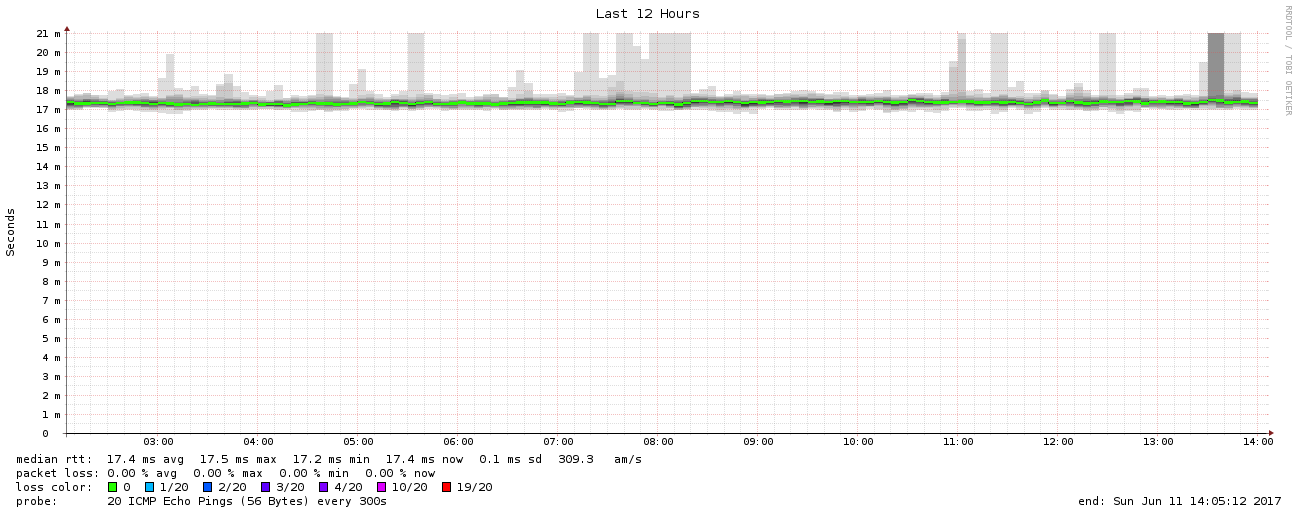 Last 12 Hours
RRDTOOL / TOBI OETIKER
Seconds
21 m
20 m
19 m
18 m
17 m
16 m
15 m
14 m
13 m
12 m
11 m
10 m
9 m
8 m
7 m
6 m
5 m
4 m
3 m
2 m
1 m
0
03:00 04:00 05:00 06:00 07:00 08:00 09:00 10:00 11:00 12:00 13:00 14:00
median rtt: 17.4 ms avg 17.5 ms max 17.2 ms min 17.4 ms now 0.1 ms sd 309.3 am/s
packet loss: 0.00 % avg 0.00 % max 0.00 % min 0.00 % now
loss color: 0 1/20 2/20 3/20 4/20 10/20 19/20
probe: 20 ICMP Echo Pings (56 Bytes) every 300s end: Sun Jun 11 14:05:12 2017